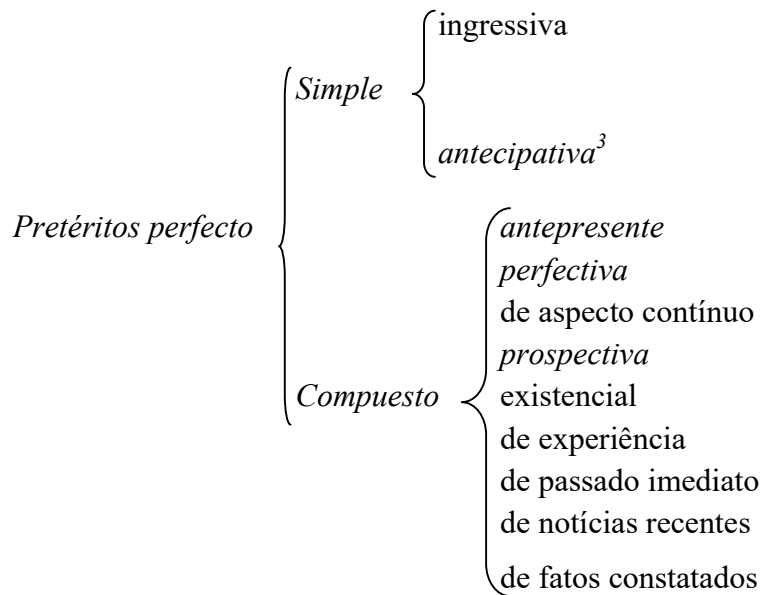 ingressiva
Simple
antecipativa³
Pretéritos perfecto
antepresente
perfectiva
de aspecto contínuo
prospectiva
Compuesto
existencial
de experiência
de passado imediato
de notícias recentes
de fatos constatados